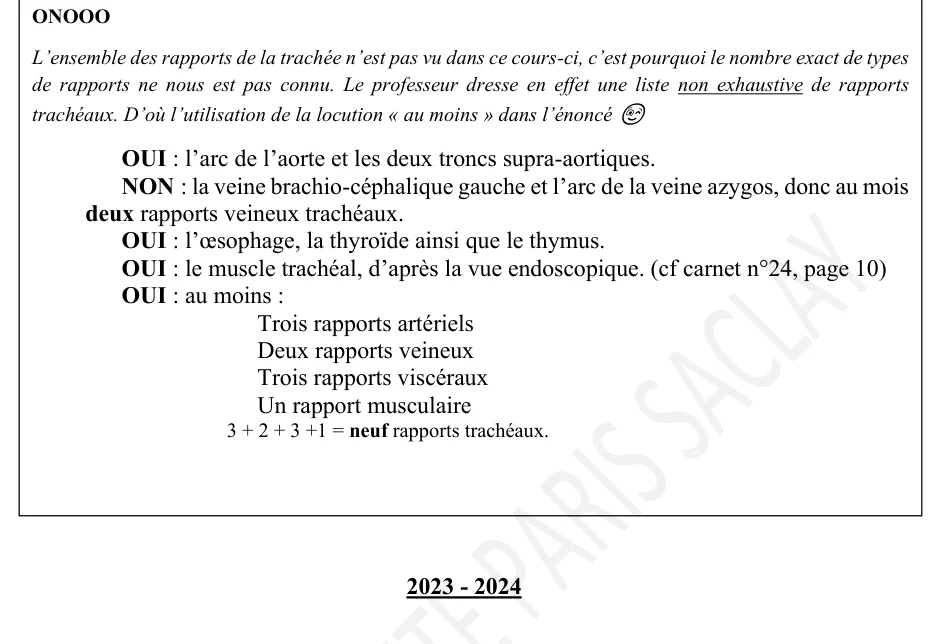 ONOOO
L’ensemble des rapports de la trachée n’est pas vu dans ce cours-ci, c’est pourquoi le nombre exact de types
de rapports ne nous est pas connu. Le professeur dresse en effet une liste non exhaustive de rapports
trachéaux. D’où l’utilisation de la locution « au moins » dans l’énoncé
OUI : l’arc de l’aorte et les deux troncs supra-aortiques.
NON : la veine brachio-céphalique gauche et l’arc de la veine azygos, donc au mois
deux rapports veineux trachéaux.
OUI : l’œsophage, la thyroïde ainsi que le thymus.
OUI : le muscle trachéal, d’après la vue endoscopique. (cf carnet n°24, page 10)
OUI : au moins :
Trois rapports artériels
Deux rapports veineux
Trois rapports viscéraux
Un rapport musculaire
3 + 2 + 3 +1 = neuf rapports trachéaux.
2023 - 2024
PARIS SACLAY